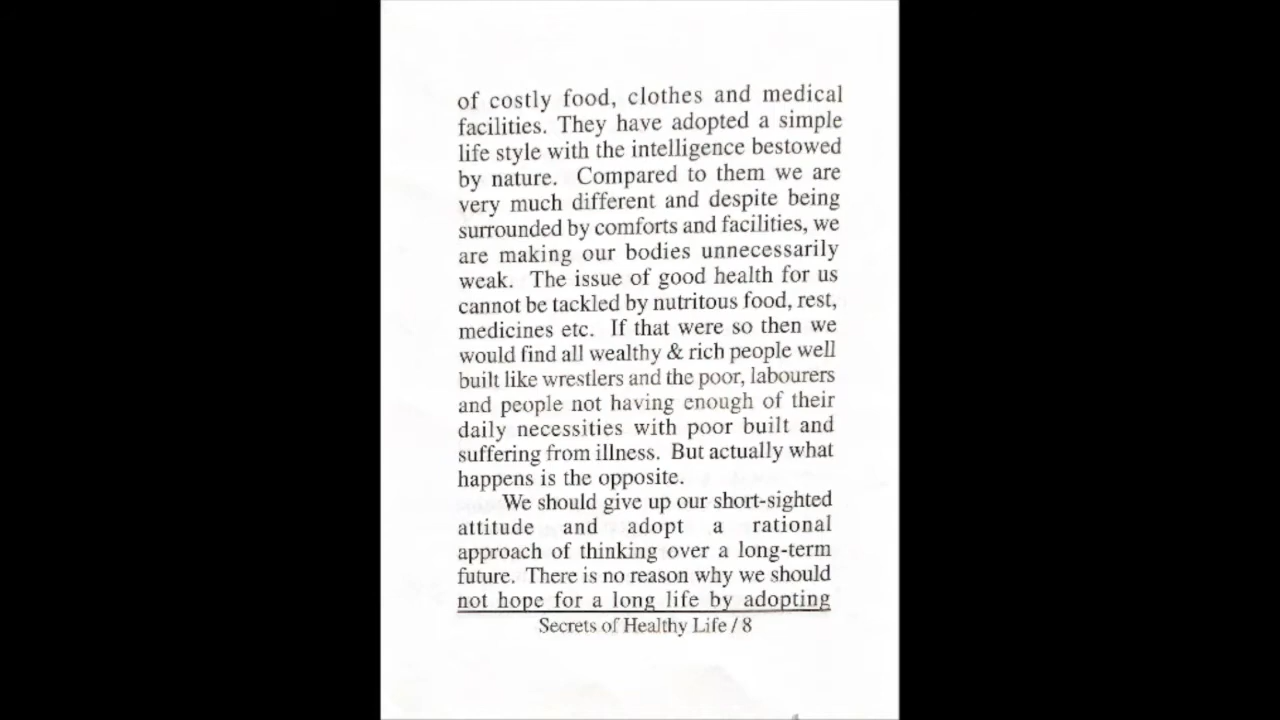 of costly food, clothes and medical
facilities. They have adopted a simple
life style with the intelligence bestowed
by nature. Compared to them we are
very much different and despite being
surrounded by comforts and facilities, we
are making our bodies unnecessarily
weak. The issue of good health for us
cannot be tackled by nutritous food, rest,
medicines etc. If that were so then we
would find all wealthy & rich people well
built like wrestlers and the poor, labourers
and people not having enough of their
daily necessities with poor built and
suffering from illness. But actually what
happens is the opposite.
We should give up our short-sighted
attitude and adopt a rational
approach of thinking over a long-term
future. There is no reason why we should
not hope for a long life by adopting
Secrets of Healthy Life / 8